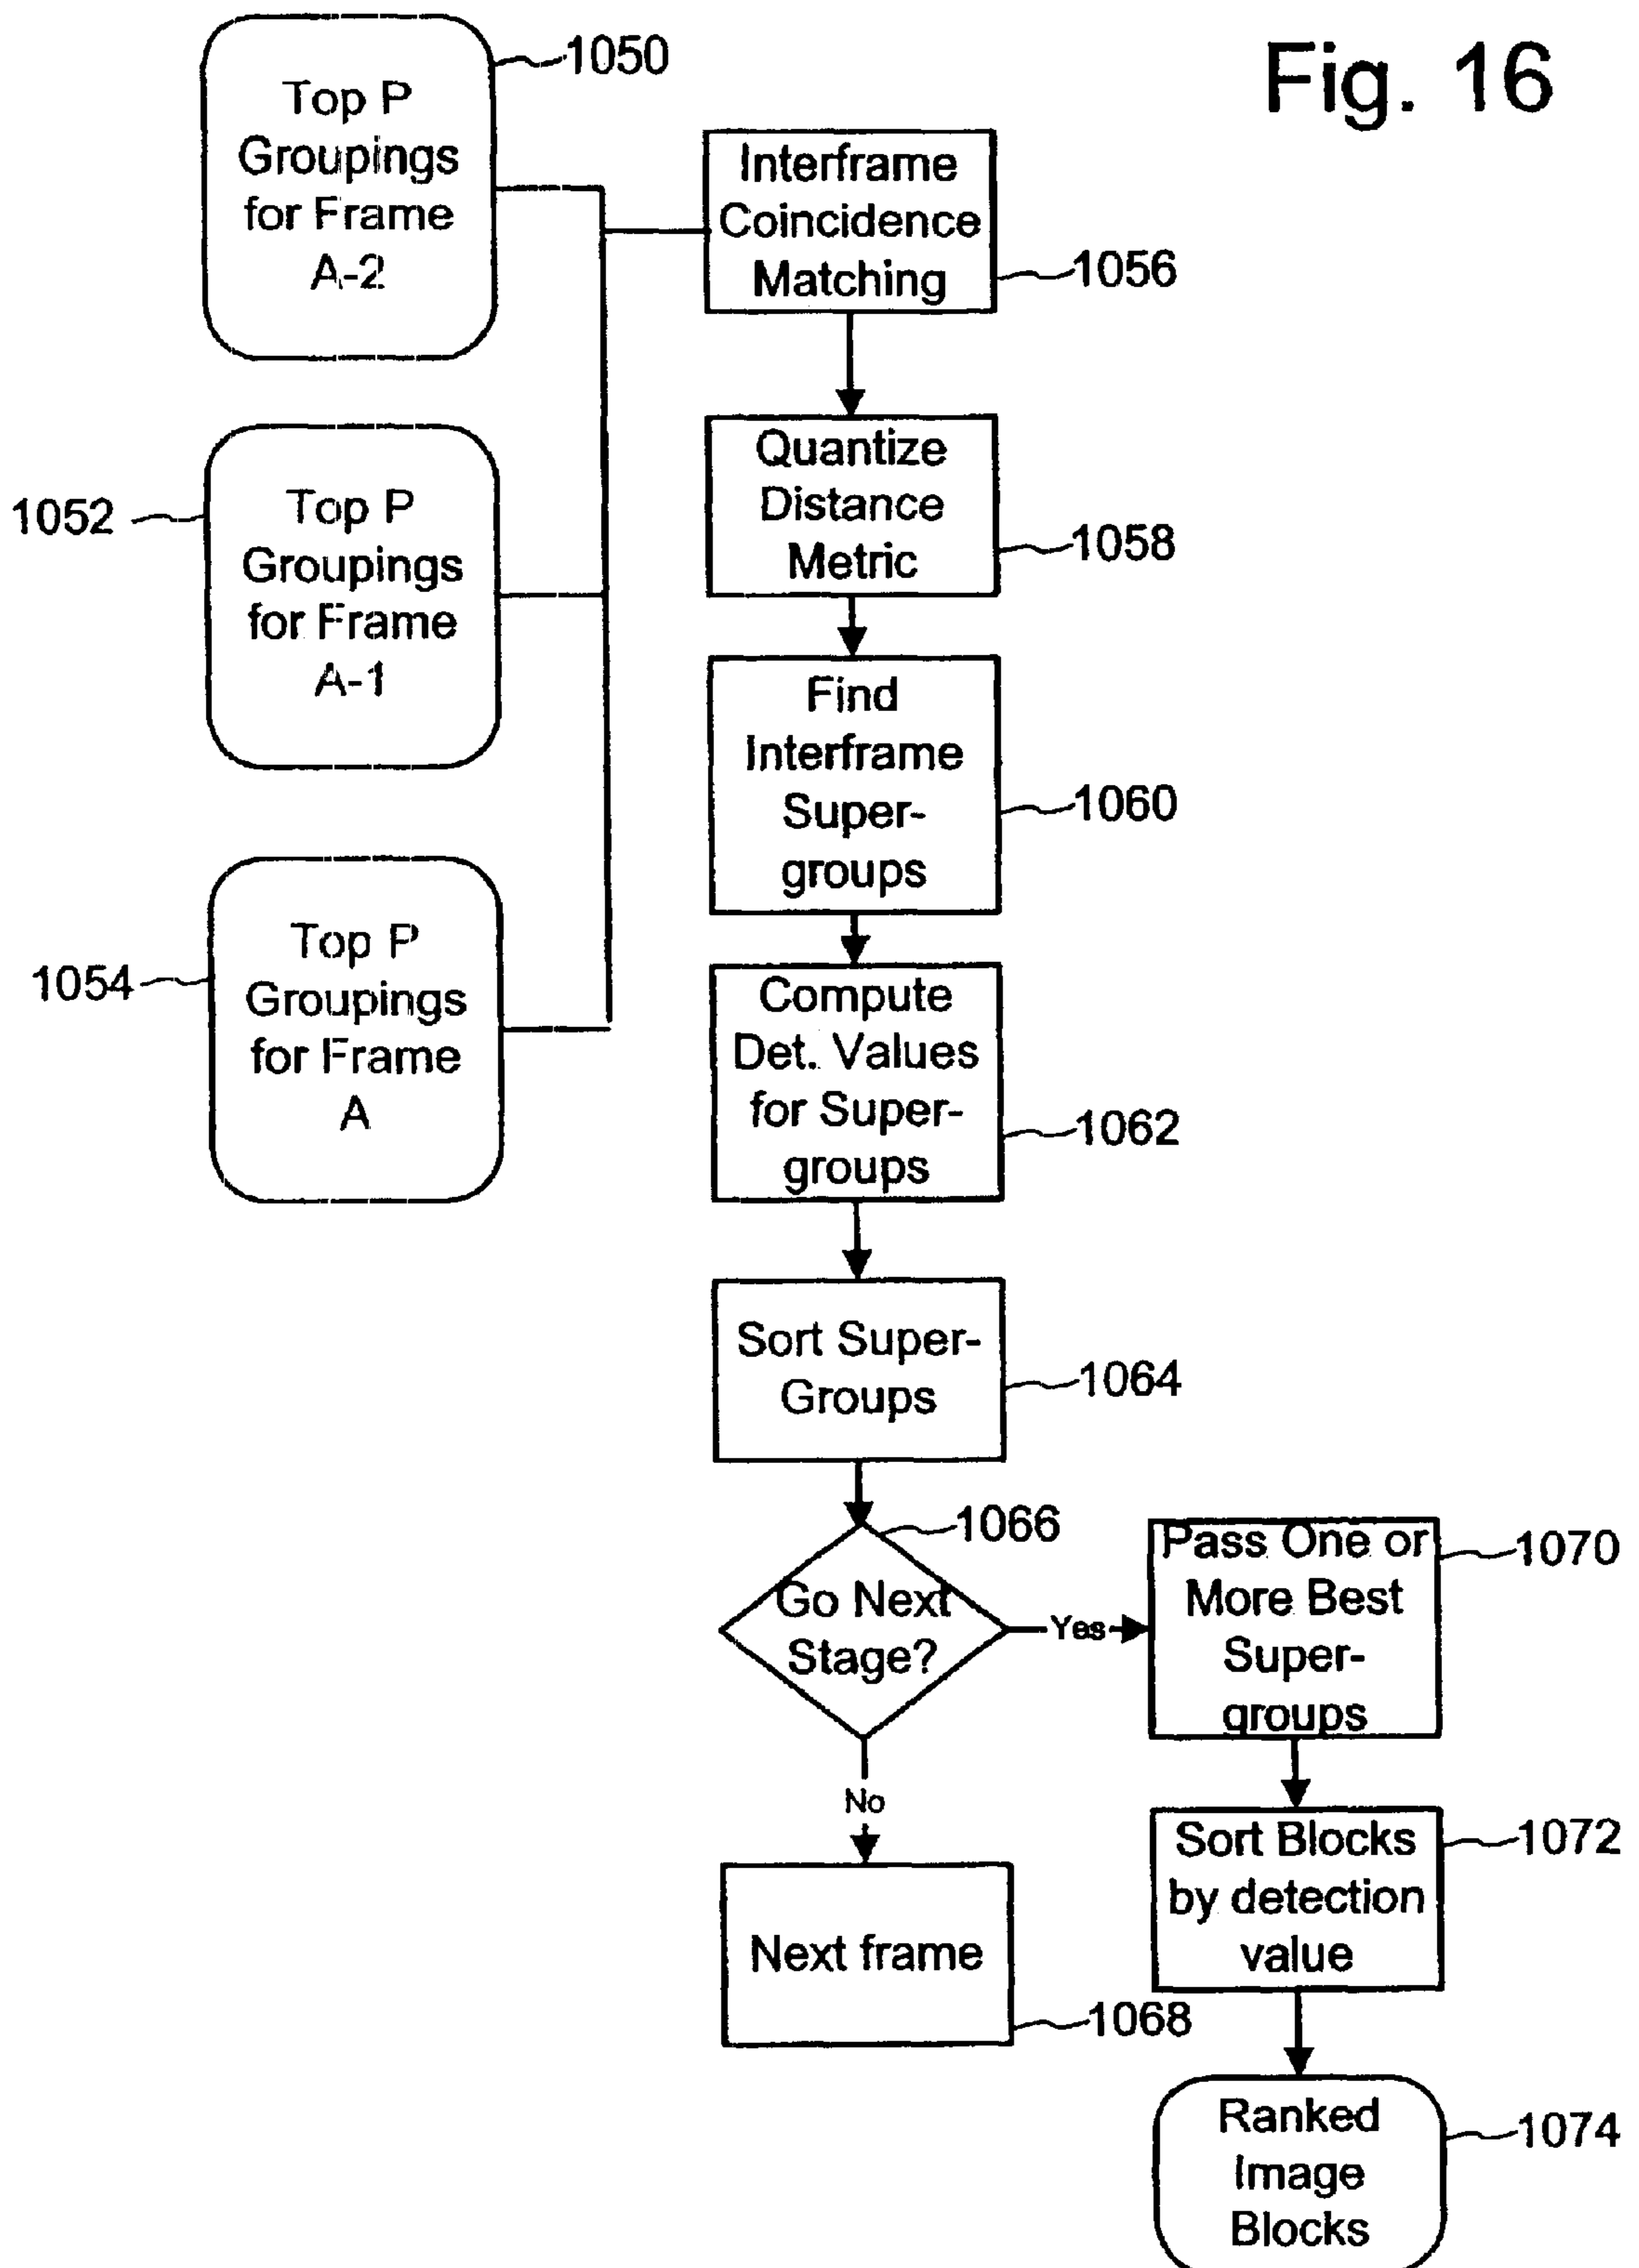 Fig. 16
Top P
Groupings
for Frame
A-2
1050
1052
Top P
Groupings
for Frame
A-1
1054
Top P
Groupings
for Frame
A
Interframe
Coincidence
Matching
1056
Quantize
Distance
Metric
1058
Find
Interframe
Super-
groups
1060
Compute
Det. Values
for Super-
groups
1062
Sort Super-
Groups
1064
Go Next
Stage?
1066
No
Next frame
1068
Yes
Pass One or
More Best
Super-
groups
1070
Sort Blocks
by detection
value
1072
Ranked
Image
Blocks
1074